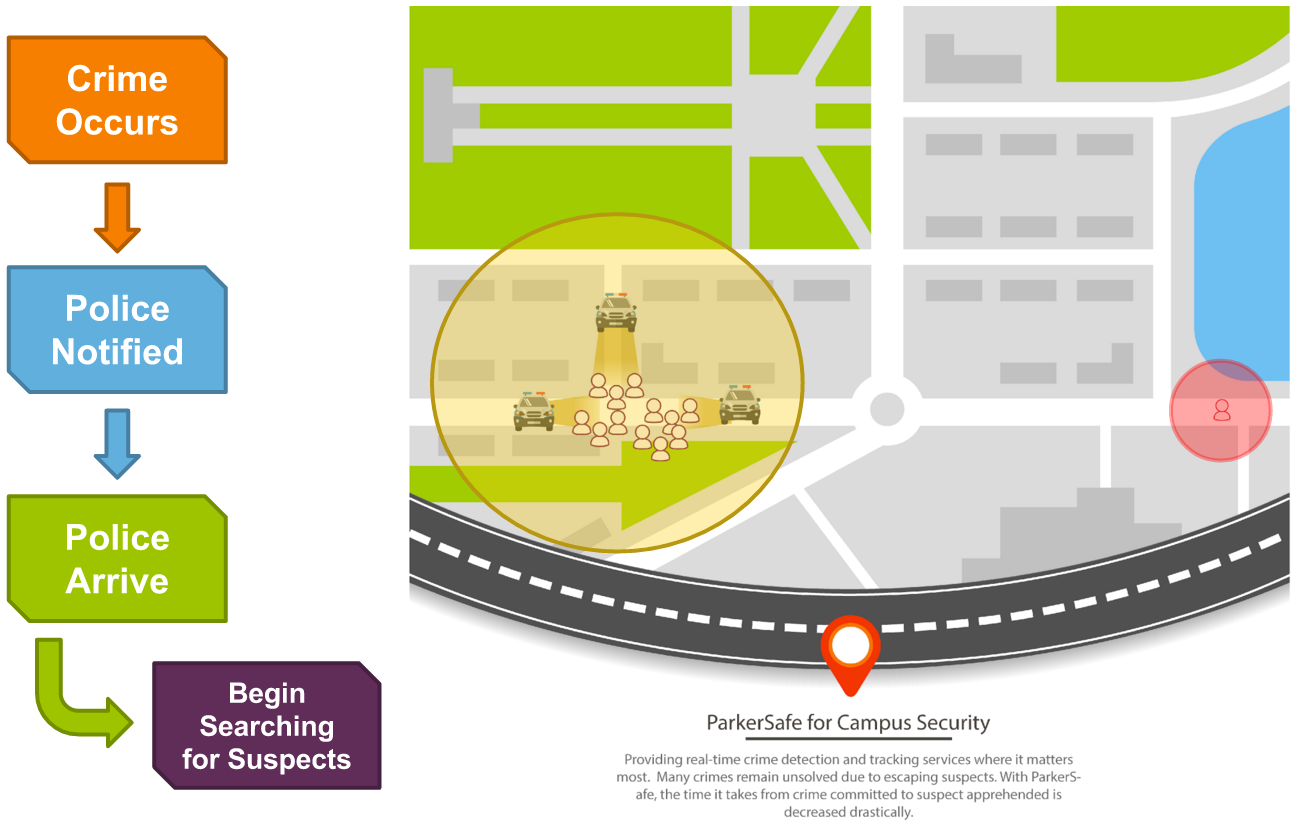 Crime
Occurs
Police
Notified
Police
Arrive
Begin
Searching
for Suspects
ParkerSafe for Campus Security
Providing real-time crime detection and tracking services where it matters
most.  Many crimes remain unsolved due to escaping suspects. With ParkerS-
afe, the time it takes from crime committed to suspect apprehended is
decreased drastically.